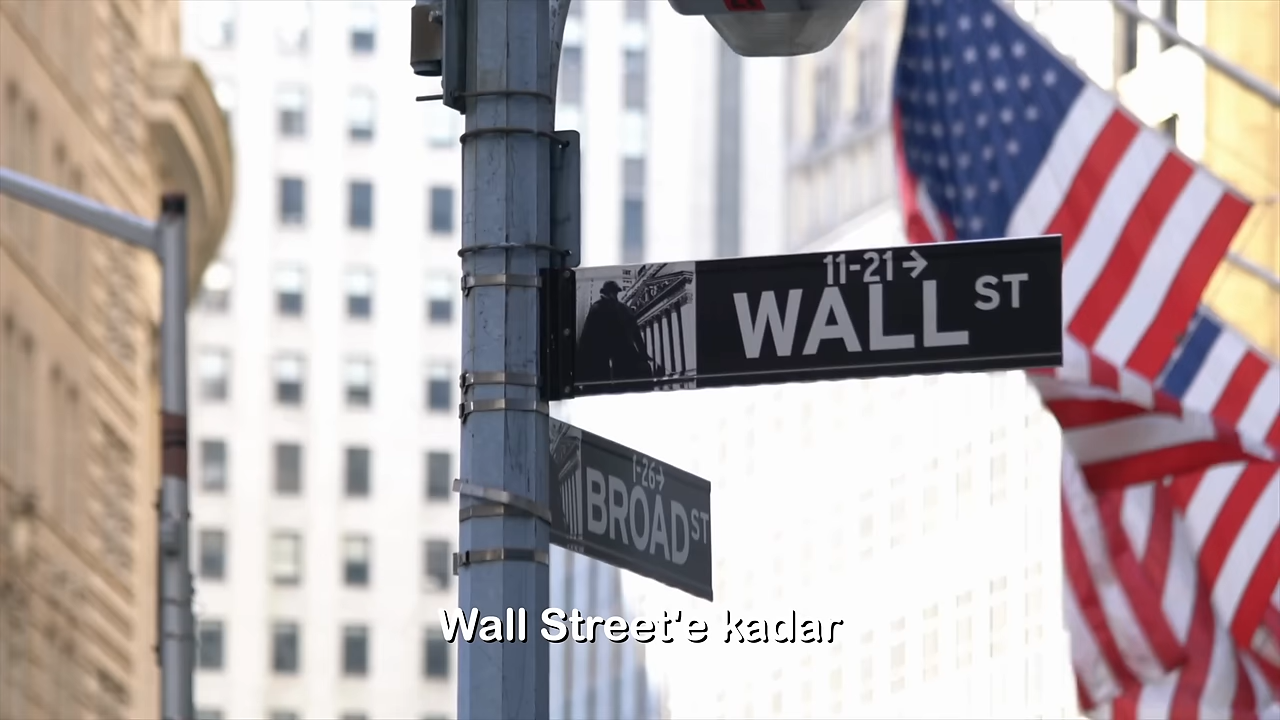 11-21→
WALL ST
1-26→
BROAD ST
Wall Street'e kadar